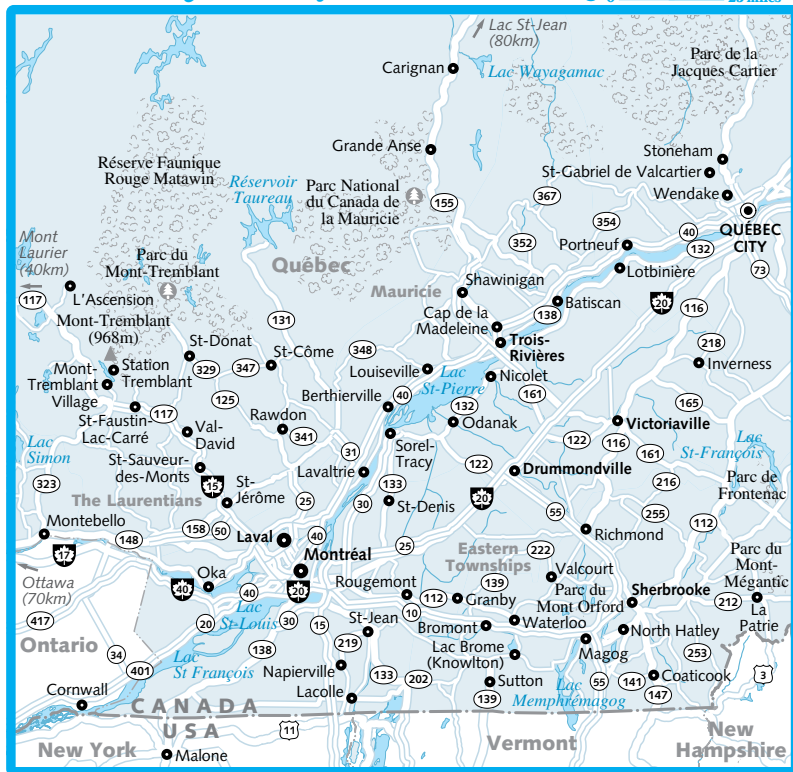 25 miles
Lac St-Jean
(80km)
Carignan
Lac Wayagamac
Parc de la
Jacques Cartier
Grande Anse
Stoneham
St-Gabriel de Valcartier
Wendake
Réserve Faunique
Rouge Matawin
Réservoir
Taureau
Parc National
du Canada de
la Mauricie
155
367
354
352
40
132
QUÉBEC
CITY
Portneuf
Lotbinière
73
Mont
Laurier
(40km)
117
Parc du
Mont-Tremblant
Québec
L'Ascension
Mont-Tremblant
(968m)
Mauricie
Shawinigan
Batiscan
138
20
116
Cap de la
Madeleine
Trois-
Rivières
131
218
St-Donat
St-Côme
348
Louiseville
Lac
St-Pierre
Nicolet
Inverness
Mont-
Tremblant
Village
Station
Tremblant
329
347
125
Berthierville
40
161
165
117
St-Faustin-
Lac-Carré
Val-
David
Rawdon
341
132
Odanak
Victoriaville
122
116
Lac
St-François
Lac
Simon
St-Sauveur-
des-Monts
31
Sorel-
Tracy
161
Lavaltrie
133
122
Drummondville
216
Parc de
Frontenac
323
15
St-
Jérôme
The Laurentians
25
30
St-Denis
20
55
255
112
Montebello
148
158
50
Laval
40
25
Richmond
17
Montréal
Eastern
Townships
222
Parc du
Mont-
Mégantic
Ottawa
(70km)
Oka
40
40
20
Rougemont
139
Valcourt
Parc du
Mont Orford
Sherbrooke
112
Granby
212
La
Patrie
417
Lac
St-Louis
20
30
15
10
St-Jean
Bromont
Waterloo
North Hatley
Ontario
34
401
Lac
St François
138
219
Lac Brome
(Knowlton)
Magog
253
Napierville
133
202
Sutton
139
Lac
Memphrémagog
55
141
Coaticook
147
3
Cornwall
Lacolle
CANADA
USA
11
New York
Malone
Vermont
New
Hampshire